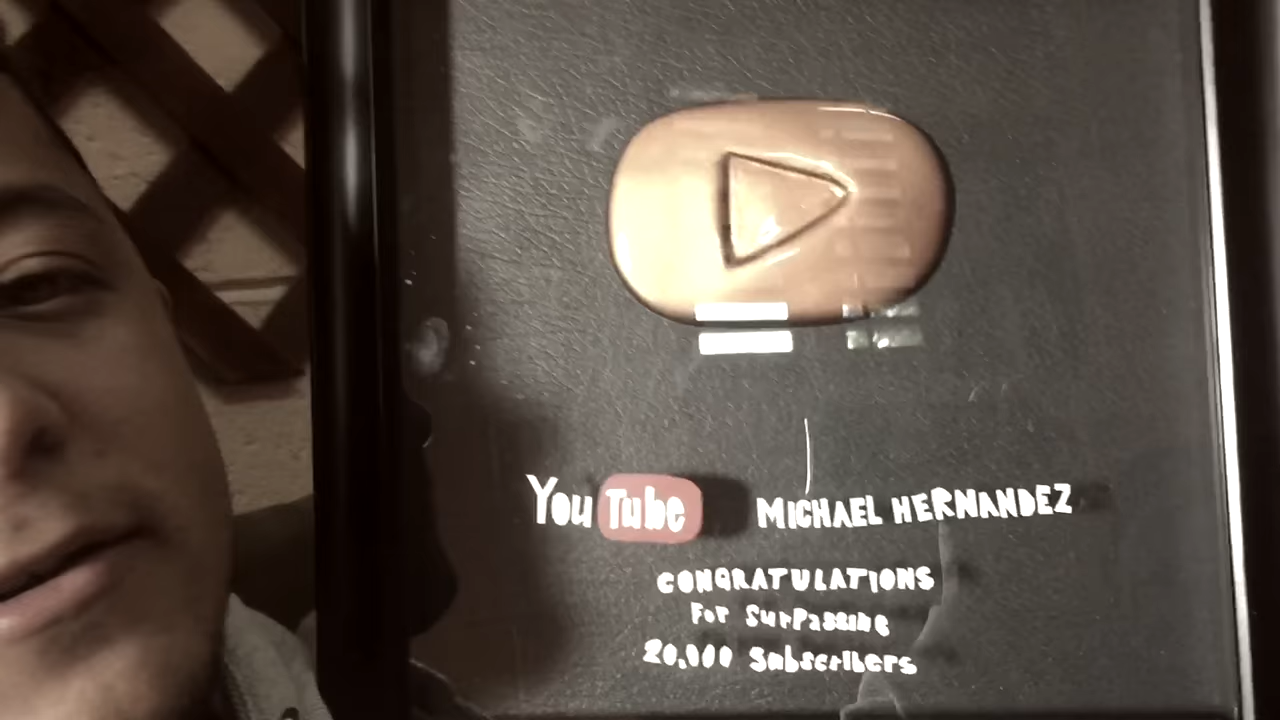 YouTube MICHAEL HERNANDEZ
CONGRATULATIONS
For SurPassing
20,000 Subscribers